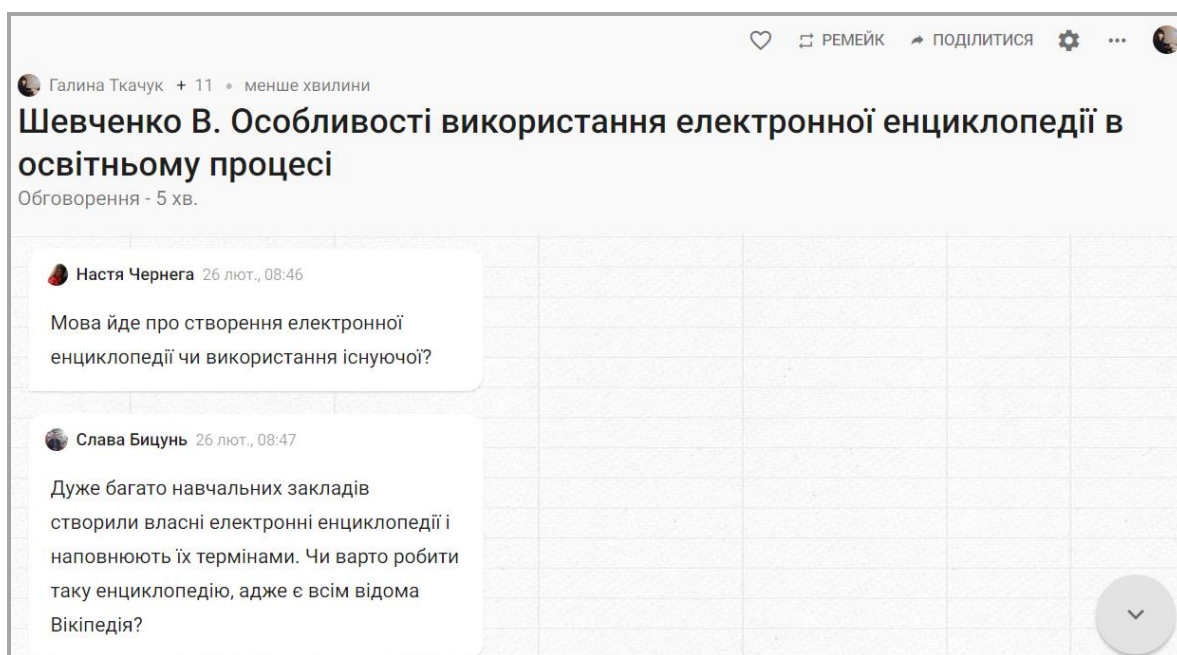 РЕМЕЙК ПОДІЛИТИСЯ
Галина Ткачук + 11 • менше хвилини
Шевченко В. Особливості використання електронної енциклопедії в
освітньому процесі
Обговорення - 5 хв.
Настя Чернега 26 лют., 08:46
Мова йде про створення електронної
енциклопедії чи використання існуючої?
Слава Бицунь 26 лют., 08:47
Дуже багато навчальних закладів
створили власні електронні енциклопедії і
наповнюють їх термінами. Чи варто робити
таку енциклопедію, адже є всім відома
Вікіпедія?